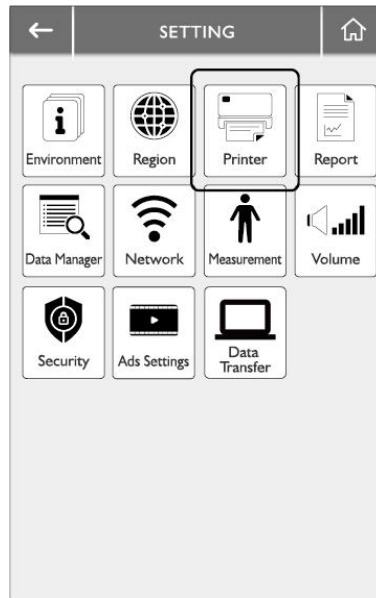 SETTING
Environment
Region
Printer
Report
Data Manager
Network
Measurement
Volume
Security
Ads Settings
Data
Transfer